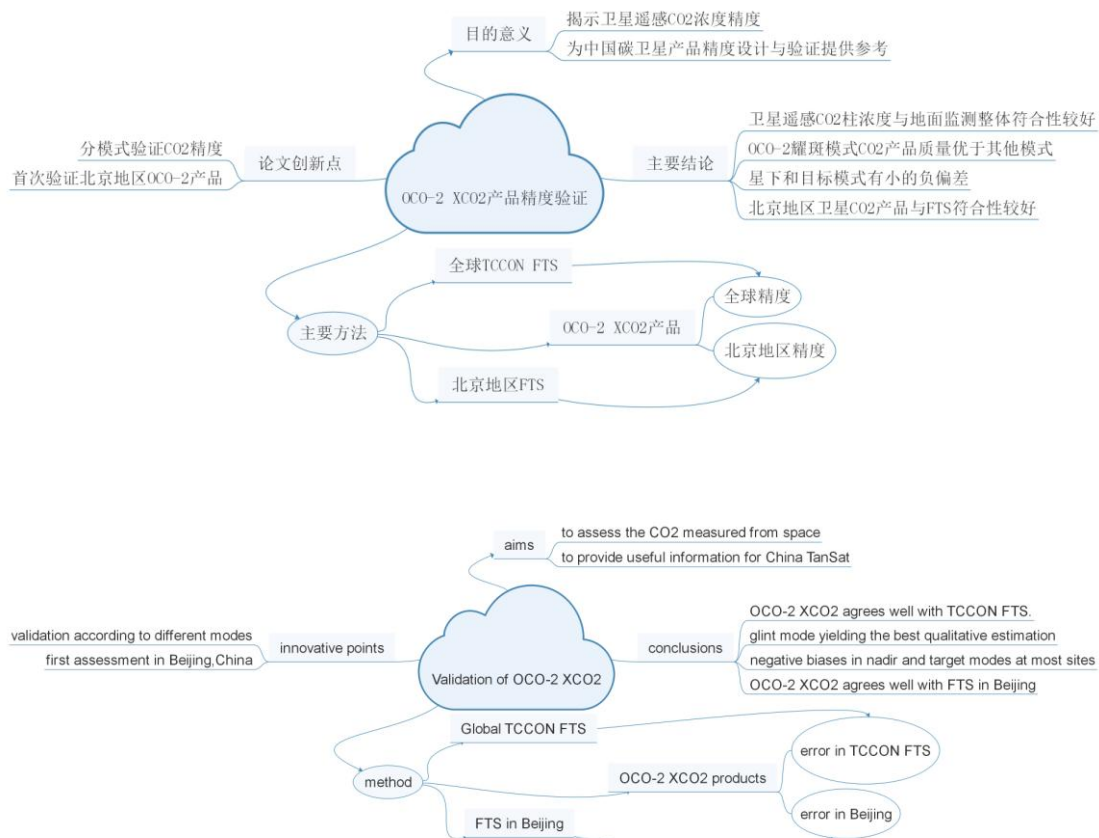 目的意义
揭示卫星遥感CO2浓度精度
为中国碳卫星产品精度设计与验证提供参考
分模式验证CO2精度
首次验证北京地区OCO-2产品
论文创新点
OCO-2 XCO2产品精度验证
主要结论
卫星遥感CO2柱浓度与地面监测整体符合性较好
OCO-2耀斑模式CO2产品质量优于其他模式
星下和目标模式有小的负偏差
北京地区卫星CO2产品与FTS符合性较好
主要方法
全球TCCON FTS
OCO-2 XCO2产品
北京地区FTS
全球精度
北京地区精度
aims
to assess the CO2 measured from space
to provide useful information for China TanSat
validation according to different modes
first assessment in Beijing,China
innovative points
Validation of OCO-2 XCO2
conclusions
OCO-2 XCO2 agrees well with TCCON FTS.
glint mode yielding the best qualitative estimation
negative biases in nadir and target modes at most sites
OCO-2 XCO2 agrees well with FTS in Beijing
method
Global TCCON FTS
OCO-2 XCO2 products
FTS in Beijing
error in TCCON FTS
error in Beijing